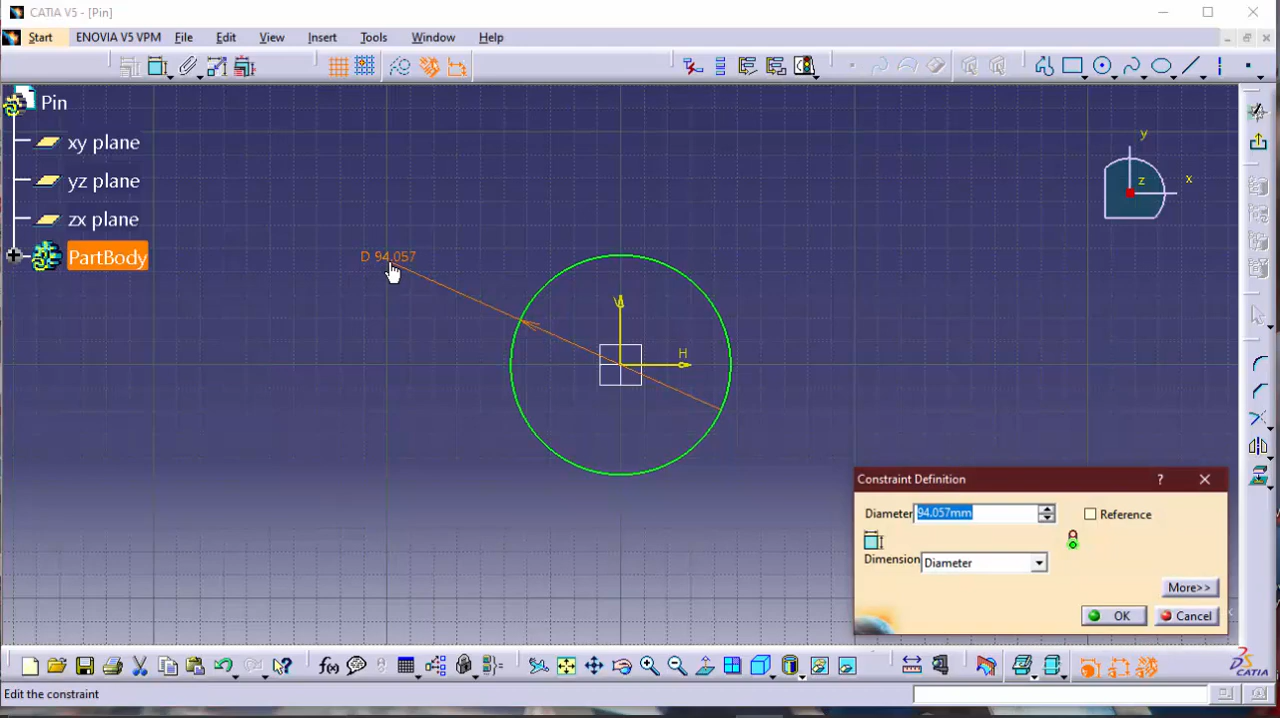 CATIA V5 - [Pin]
Start ENOVIA V5 VPM File Edit View Insert Tools Window Help
Pin
xy plane
yz plane
zx plane
PartBody
y
z
x
D 94.057
V
H
Constraint Definition ?
Diameter 94.057mm Reference
Dimension Diameter
More>>
OK Cancel
f(x)
CATIA
Edit the constraint